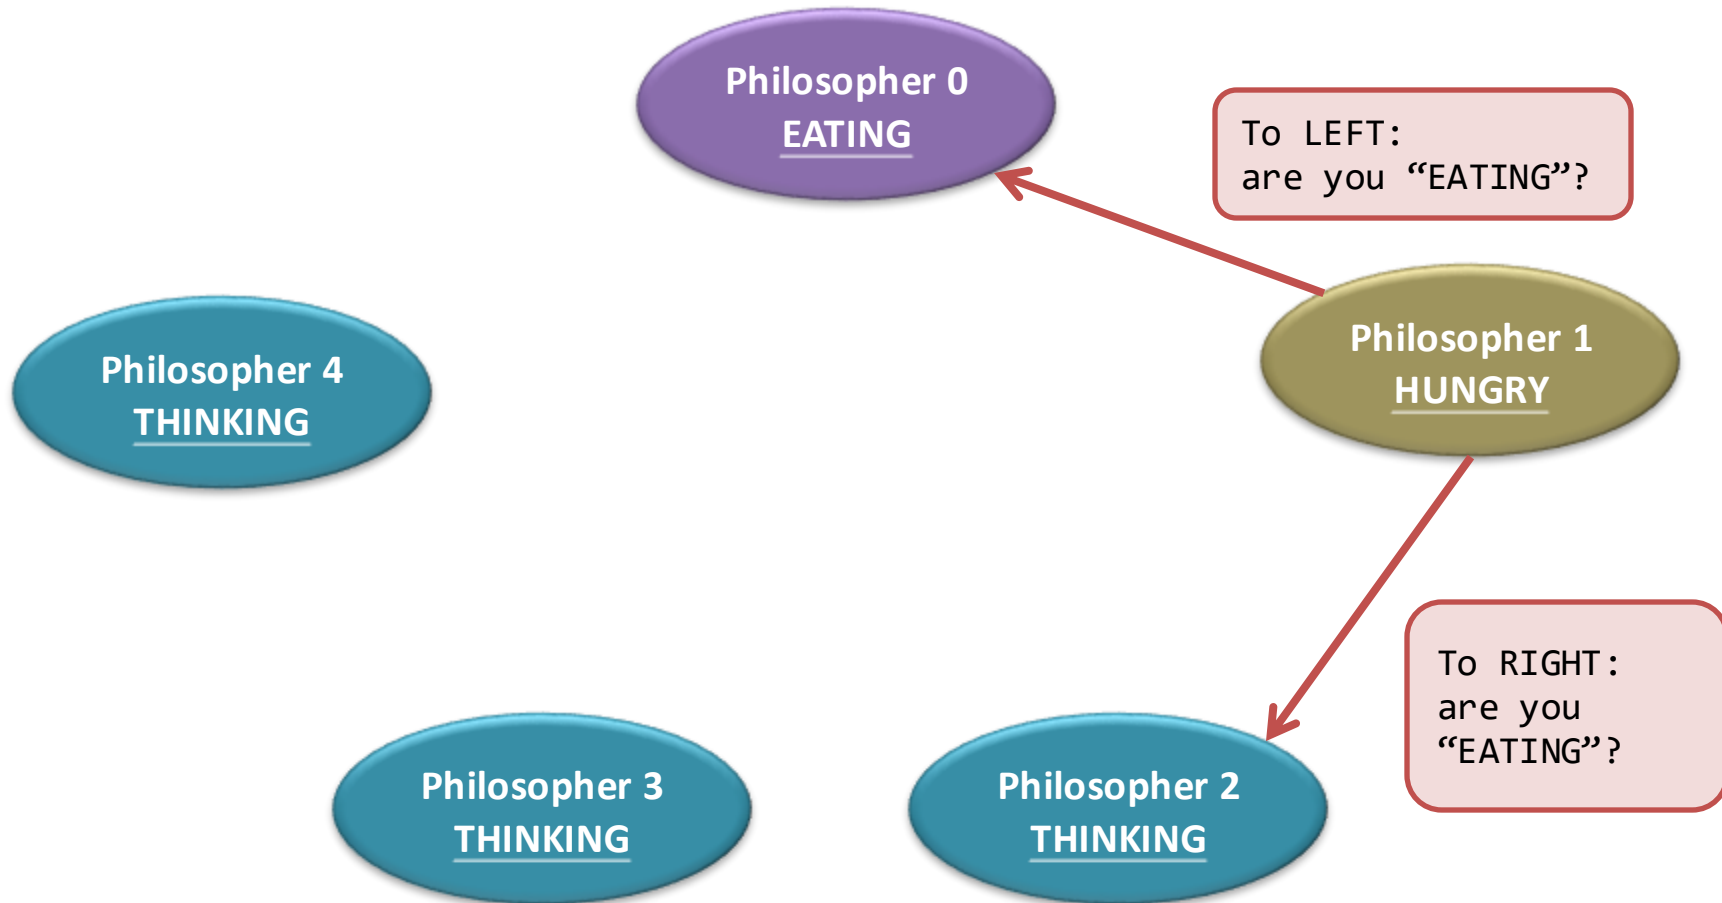 Philosopher 0
EATING
To LEFT:
are you “EATING”?
Philosopher 1
HUNGRY
Philosopher 4
THINKING
To RIGHT:
are you
“EATING”?
Philosopher 3
THINKING
Philosopher 2
THINKING